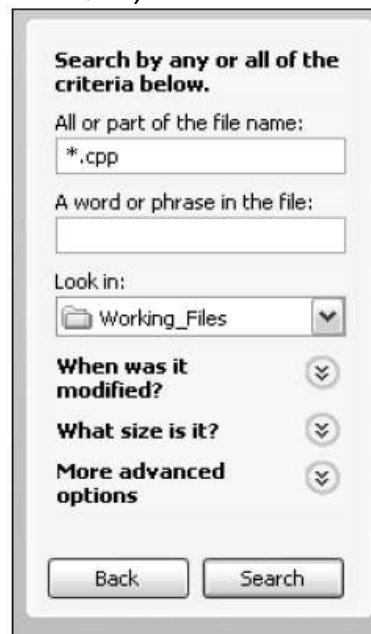 Search by any or all of the
criteria below.
All or part of the file name:
*.cpp
A word or phrase in the file:
Look in:
Working_Files
When was it
modified?
What size is it?
More advanced
options
Back Search